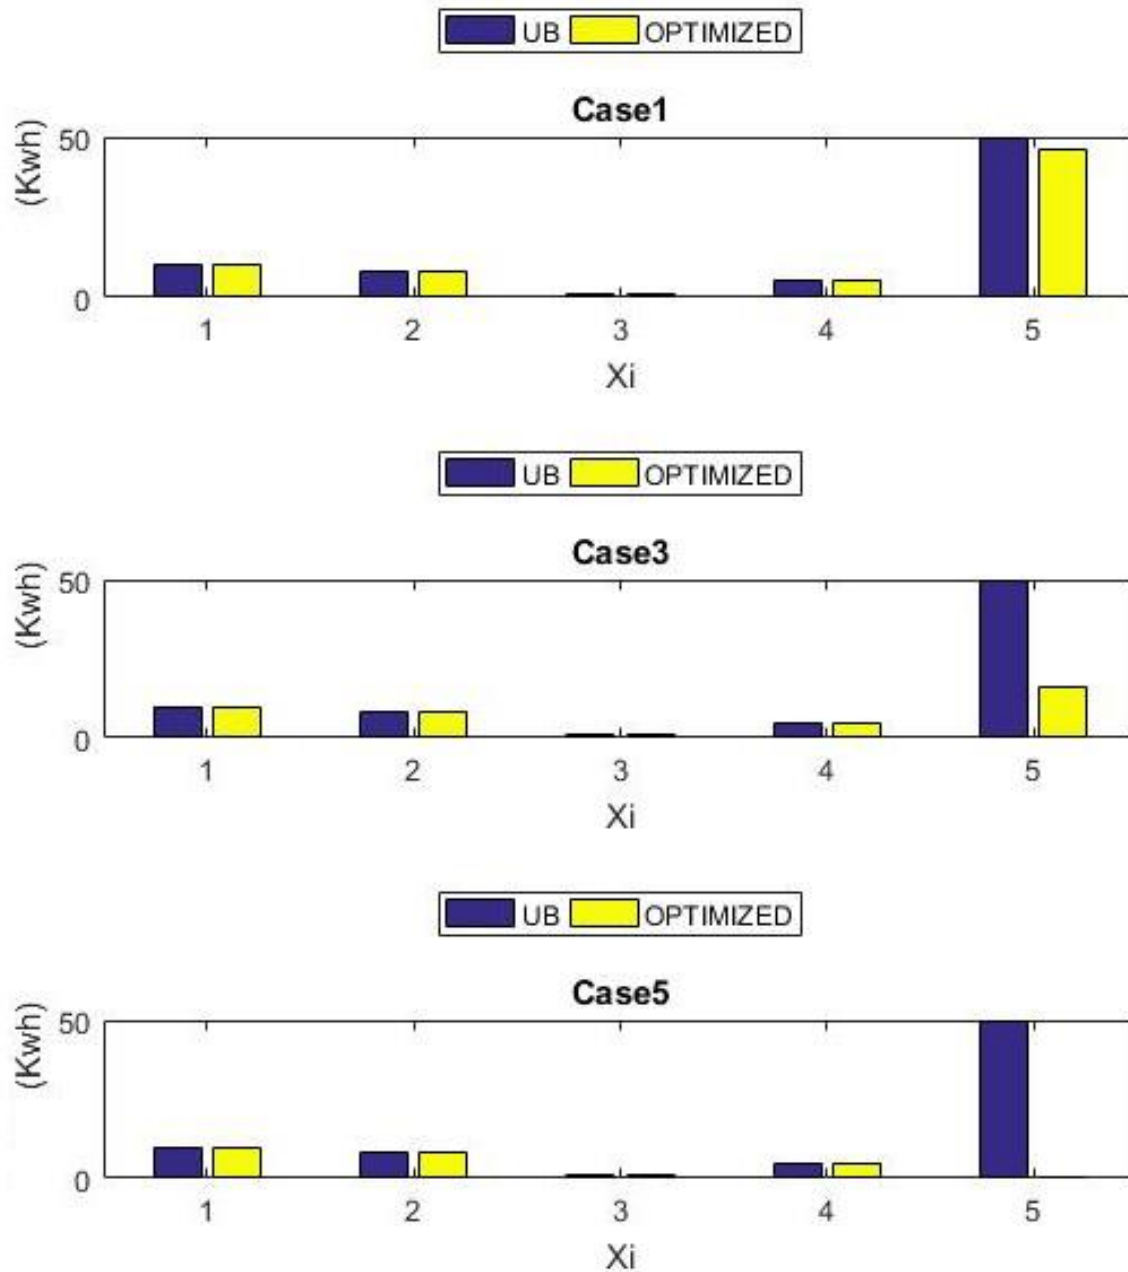 UB OPTIMIZED
Case1
(Kwh)
50
0
1 2 3 4 5
Xi
UB OPTIMIZED
Case3
(Kwh)
50
0
1 2 3 4 5
Xi
UB OPTIMIZED
Case5
(Kwh)
50
0
1 2 3 4 5
Xi